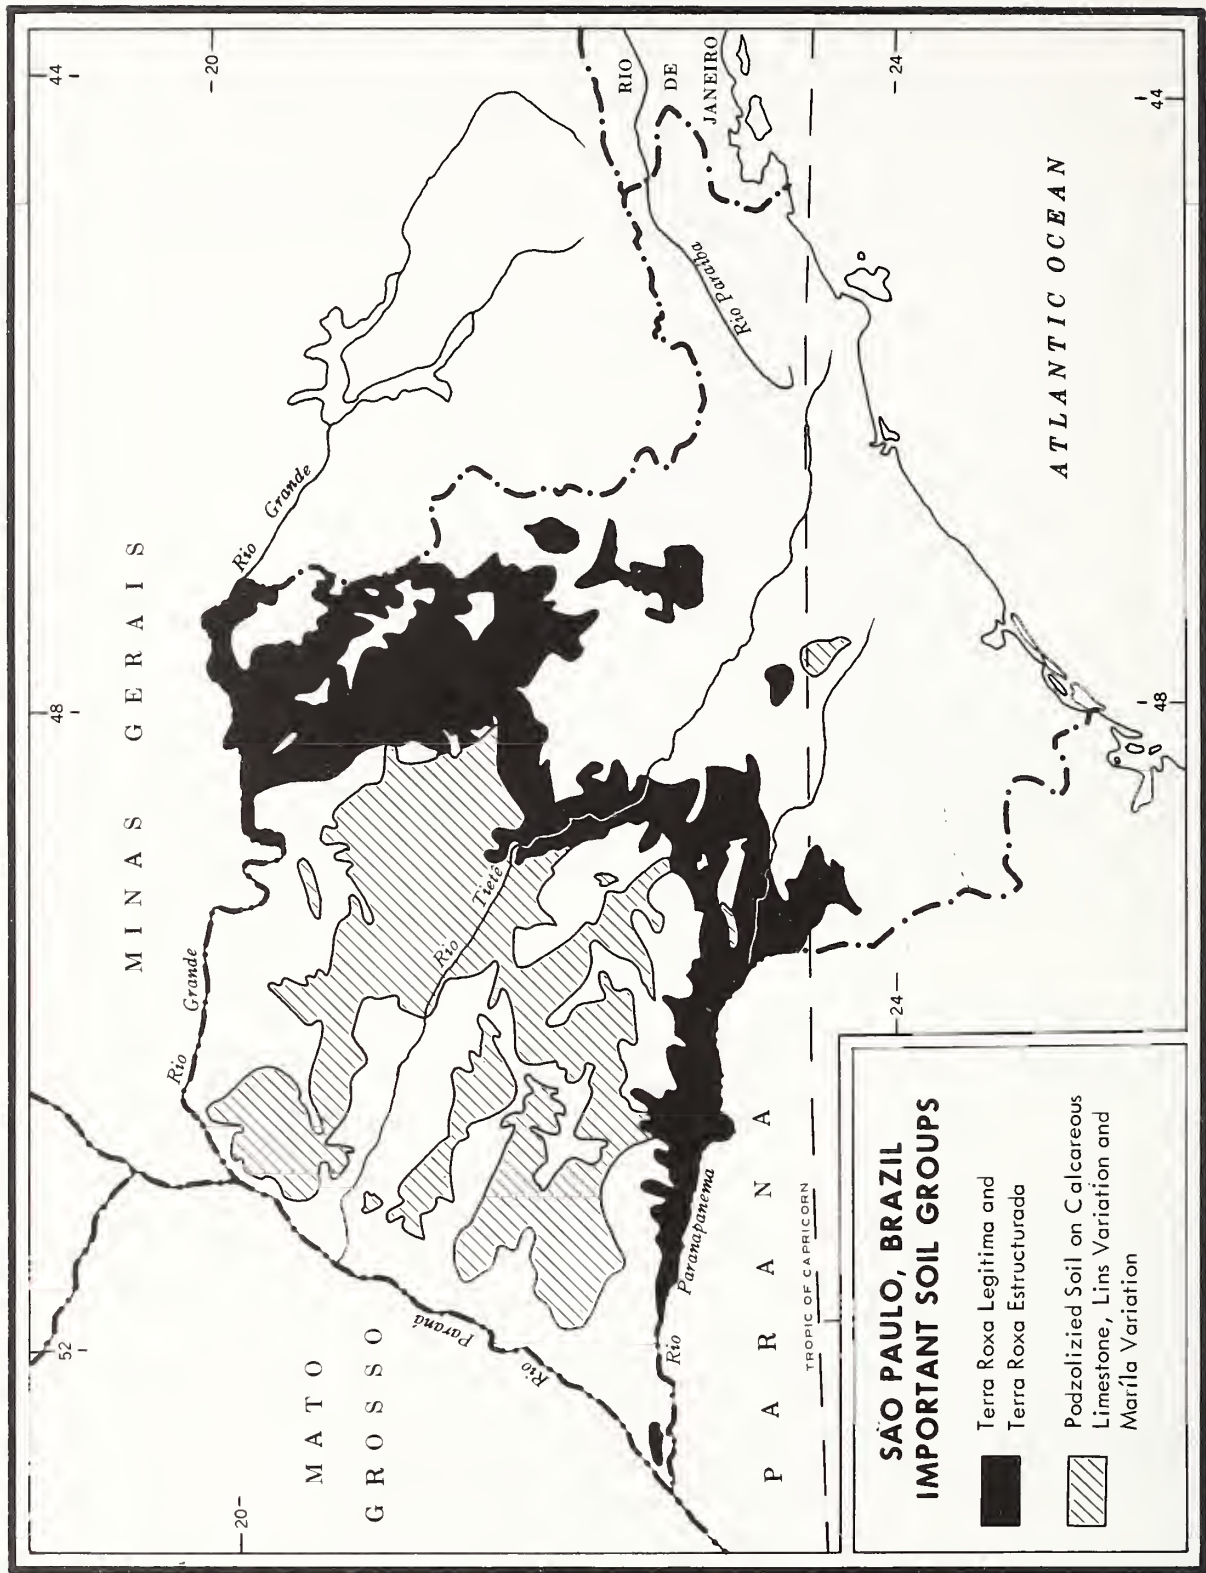 SÃO PAULO, BRAZIL
IMPORTANT SOIL GROUPS
Terra Roxa Legitima and
Terra Roxa Estructurada
Podzolizied Soil on Calcareous
Limestone, Lins Variation and
Maríla Variation
MINAS GERAIS
MATO
GROSSO
PARANA
RIO
DE
JANEIRO
ATLANTIC OCEAN
TROPIC OF CAPRICORN
Rio Grande
Rio Grande
Rio Tietê
Rio Paraná
Rio Paranapanema
Rio Paraiba
52
48
44
20
24
20
24
48
44